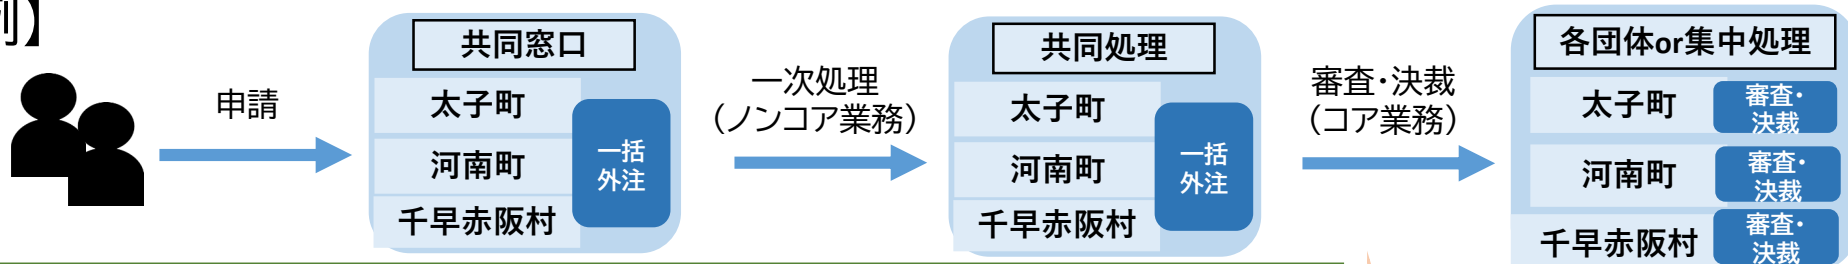 例】
申請
共同窓口
太子町
河南町
千早赤阪村
一括
外注
一次処理
（ノンコア業務）
共同処理
太子町
河南町
千早赤阪村
一括
外注
審査・決裁
（コア業務）
各団体or集中処理
太子町
審査・
決裁
河南町
審査・
決裁
千早赤阪村
審査・
決裁